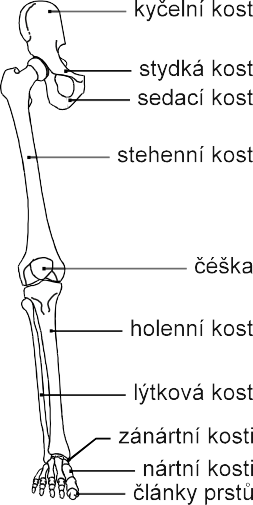 kyčelní kost
stydká kost
sedací kost
stehenní kost
čéška
holenní kost
lýtková kost
zánártní kosti
nártní kosti
články prstů